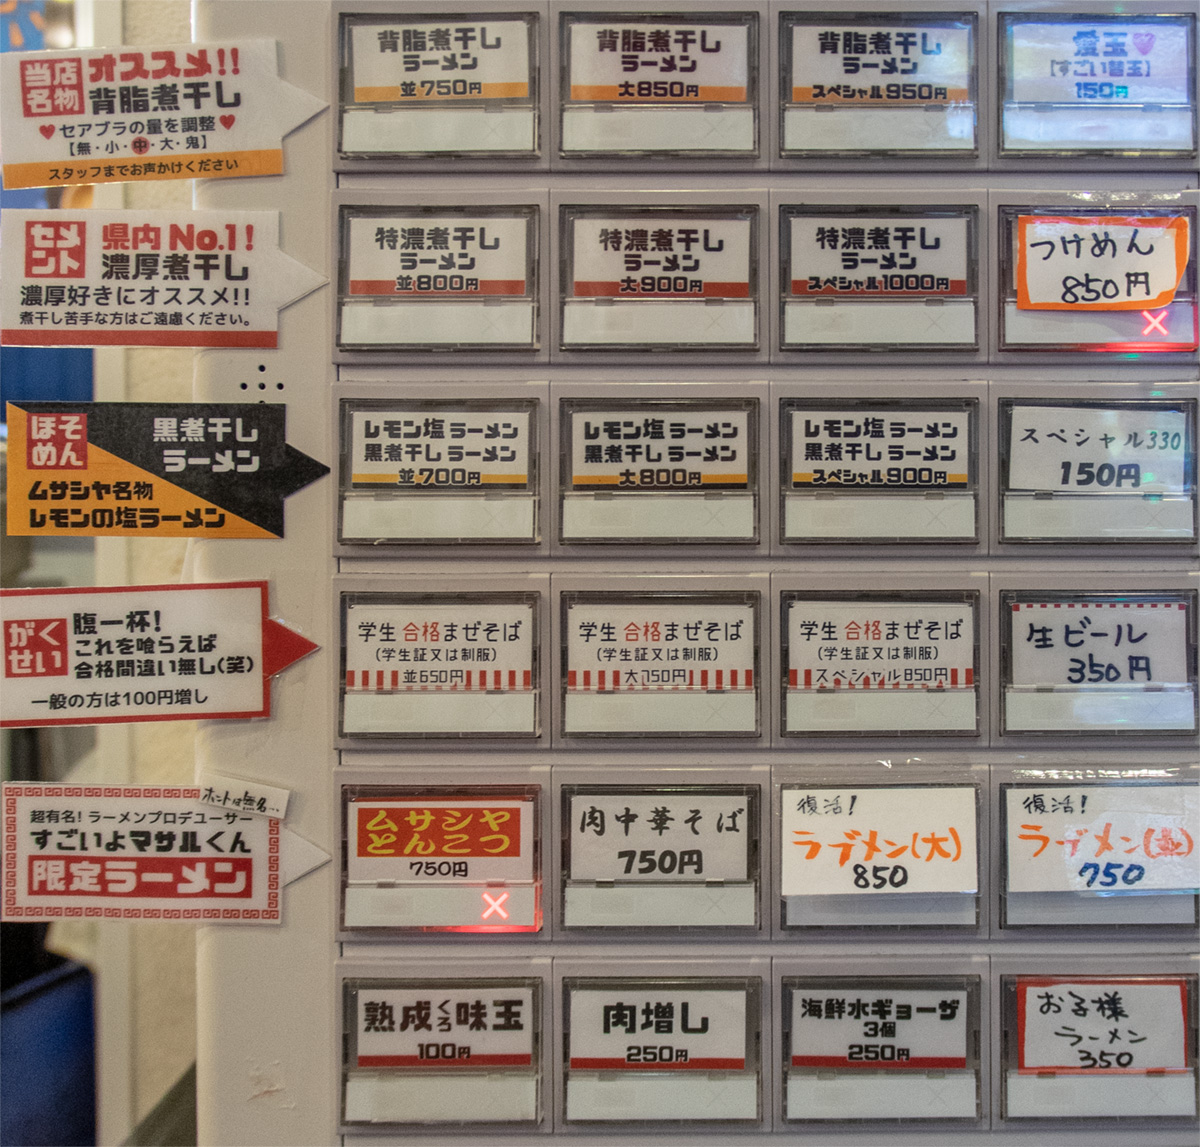 当店
名物
オススメ!!
背脂煮干し
♥セアブラの量を調整♥
【無・小・中・大・鬼】
スタッフまでお声かけください
背脂煮干し
ラーメン
並750円
背脂煮干し
ラーメン
大850円
背脂煮干し
ラーメン
スペシャル950円
愛玉♥
【すごい替玉】
150円
セメ
ント
県内No.1!
濃厚煮干し
濃厚好きにオススメ!!
煮干し苦手な方はご遠慮ください。
特濃煮干し
ラーメン
並800円
特濃煮干し
ラーメン
大900円
特濃煮干し
ラーメン
スペシャル1000円
つけめん
850円
×
ほそ
めん
黒煮干し
ラーメン
ムサシヤ名物
レモンの塩ラーメン
レモン塩ラーメン
黒煮干しラーメン
並700円
レモン塩ラーメン
黒煮干しラーメン
大800円
レモン塩ラーメン
黒煮干しラーメン
スペシャル900円
スペシャル330
150円
がく
せい
腹一杯!
これを喰らえば
合格間違い無し(笑)
一般の方は100円増し
学生合格まぜそば
(学生証又は制服)
並650円
学生合格まぜそば
(学生証又は制服)
大750円
学生合格まぜそば
(学生証又は制服)
スペシャル850円
生ビール
350円
ホントは無名…
超有名!ラーメンプロデユーサー
すごいよマサルくん
限定ラーメン
ムサシヤ
とんこつ
750円
×
肉中華そば
750円
復活!
ラブメン(大)
850
復活!
ラブメン(並)
750
熟成くろ味玉
100円
肉増し
250円
海鮮水ギョーザ
3個
250円
お子様
ラーメン
350